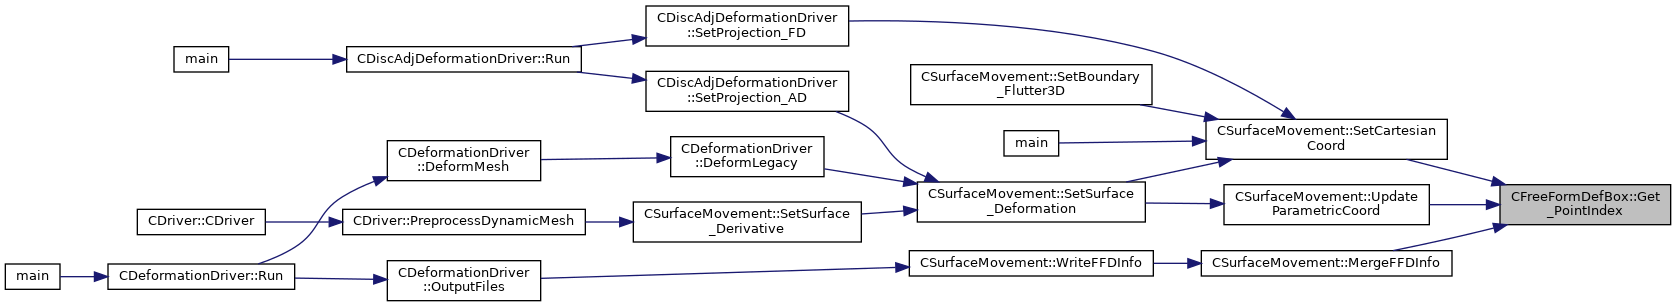 CDiscAdjDeformationDriver
::SetProjection_FD
main
CDiscAdjDeformationDriver::Run
CSurfaceMovement::SetBoundary
_Flutter3D
CDiscAdjDeformationDriver
::SetProjection_AD
CSurfaceMovement::SetCartesian
Coord
main
CDeformationDriver
::DeformMesh
CDeformationDriver
::DeformLegacy
CFreeFormDefBox::Get
_PointIndex
CSurfaceMovement::SetSurface
_Deformation
CSurfaceMovement::Update
ParametricCoord
CDriver::CDriver
CDriver::PreprocessDynamicMesh
CSurfaceMovement::SetSurface
_Derivative
main
CDeformationDriver::Run
CDeformationDriver
::OutputFiles
CSurfaceMovement::WriteFFDInfo
CSurfaceMovement::MergeFFDInfo